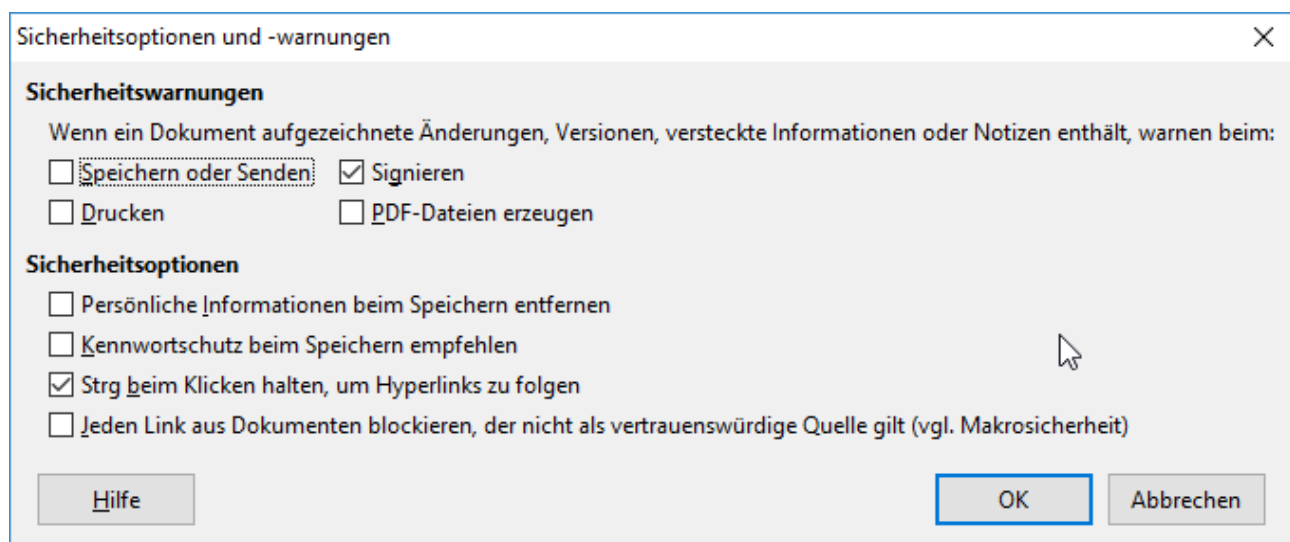 Sicherheitsoptionen und -warnungen
Sicherheitswarnungen
Wenn ein Dokument aufgezeichnete Änderungen, Versionen, versteckte Informationen oder Notizen enthält, warnen beim:
Speichern oder Senden Signieren
Drucken PDF-Dateien erzeugen
Sicherheitsoptionen
Persönliche Informationen beim Speichern entfernen
Kennwortschutz beim Speichern empfehlen
Strg beim Klicken halten, um Hyperlinks zu folgen
Jeden Link aus Dokumenten blockieren, der nicht als vertrauenswürdige Quelle gilt (vgl. Makrosicherheit)
Hilfe OK Abbrechen